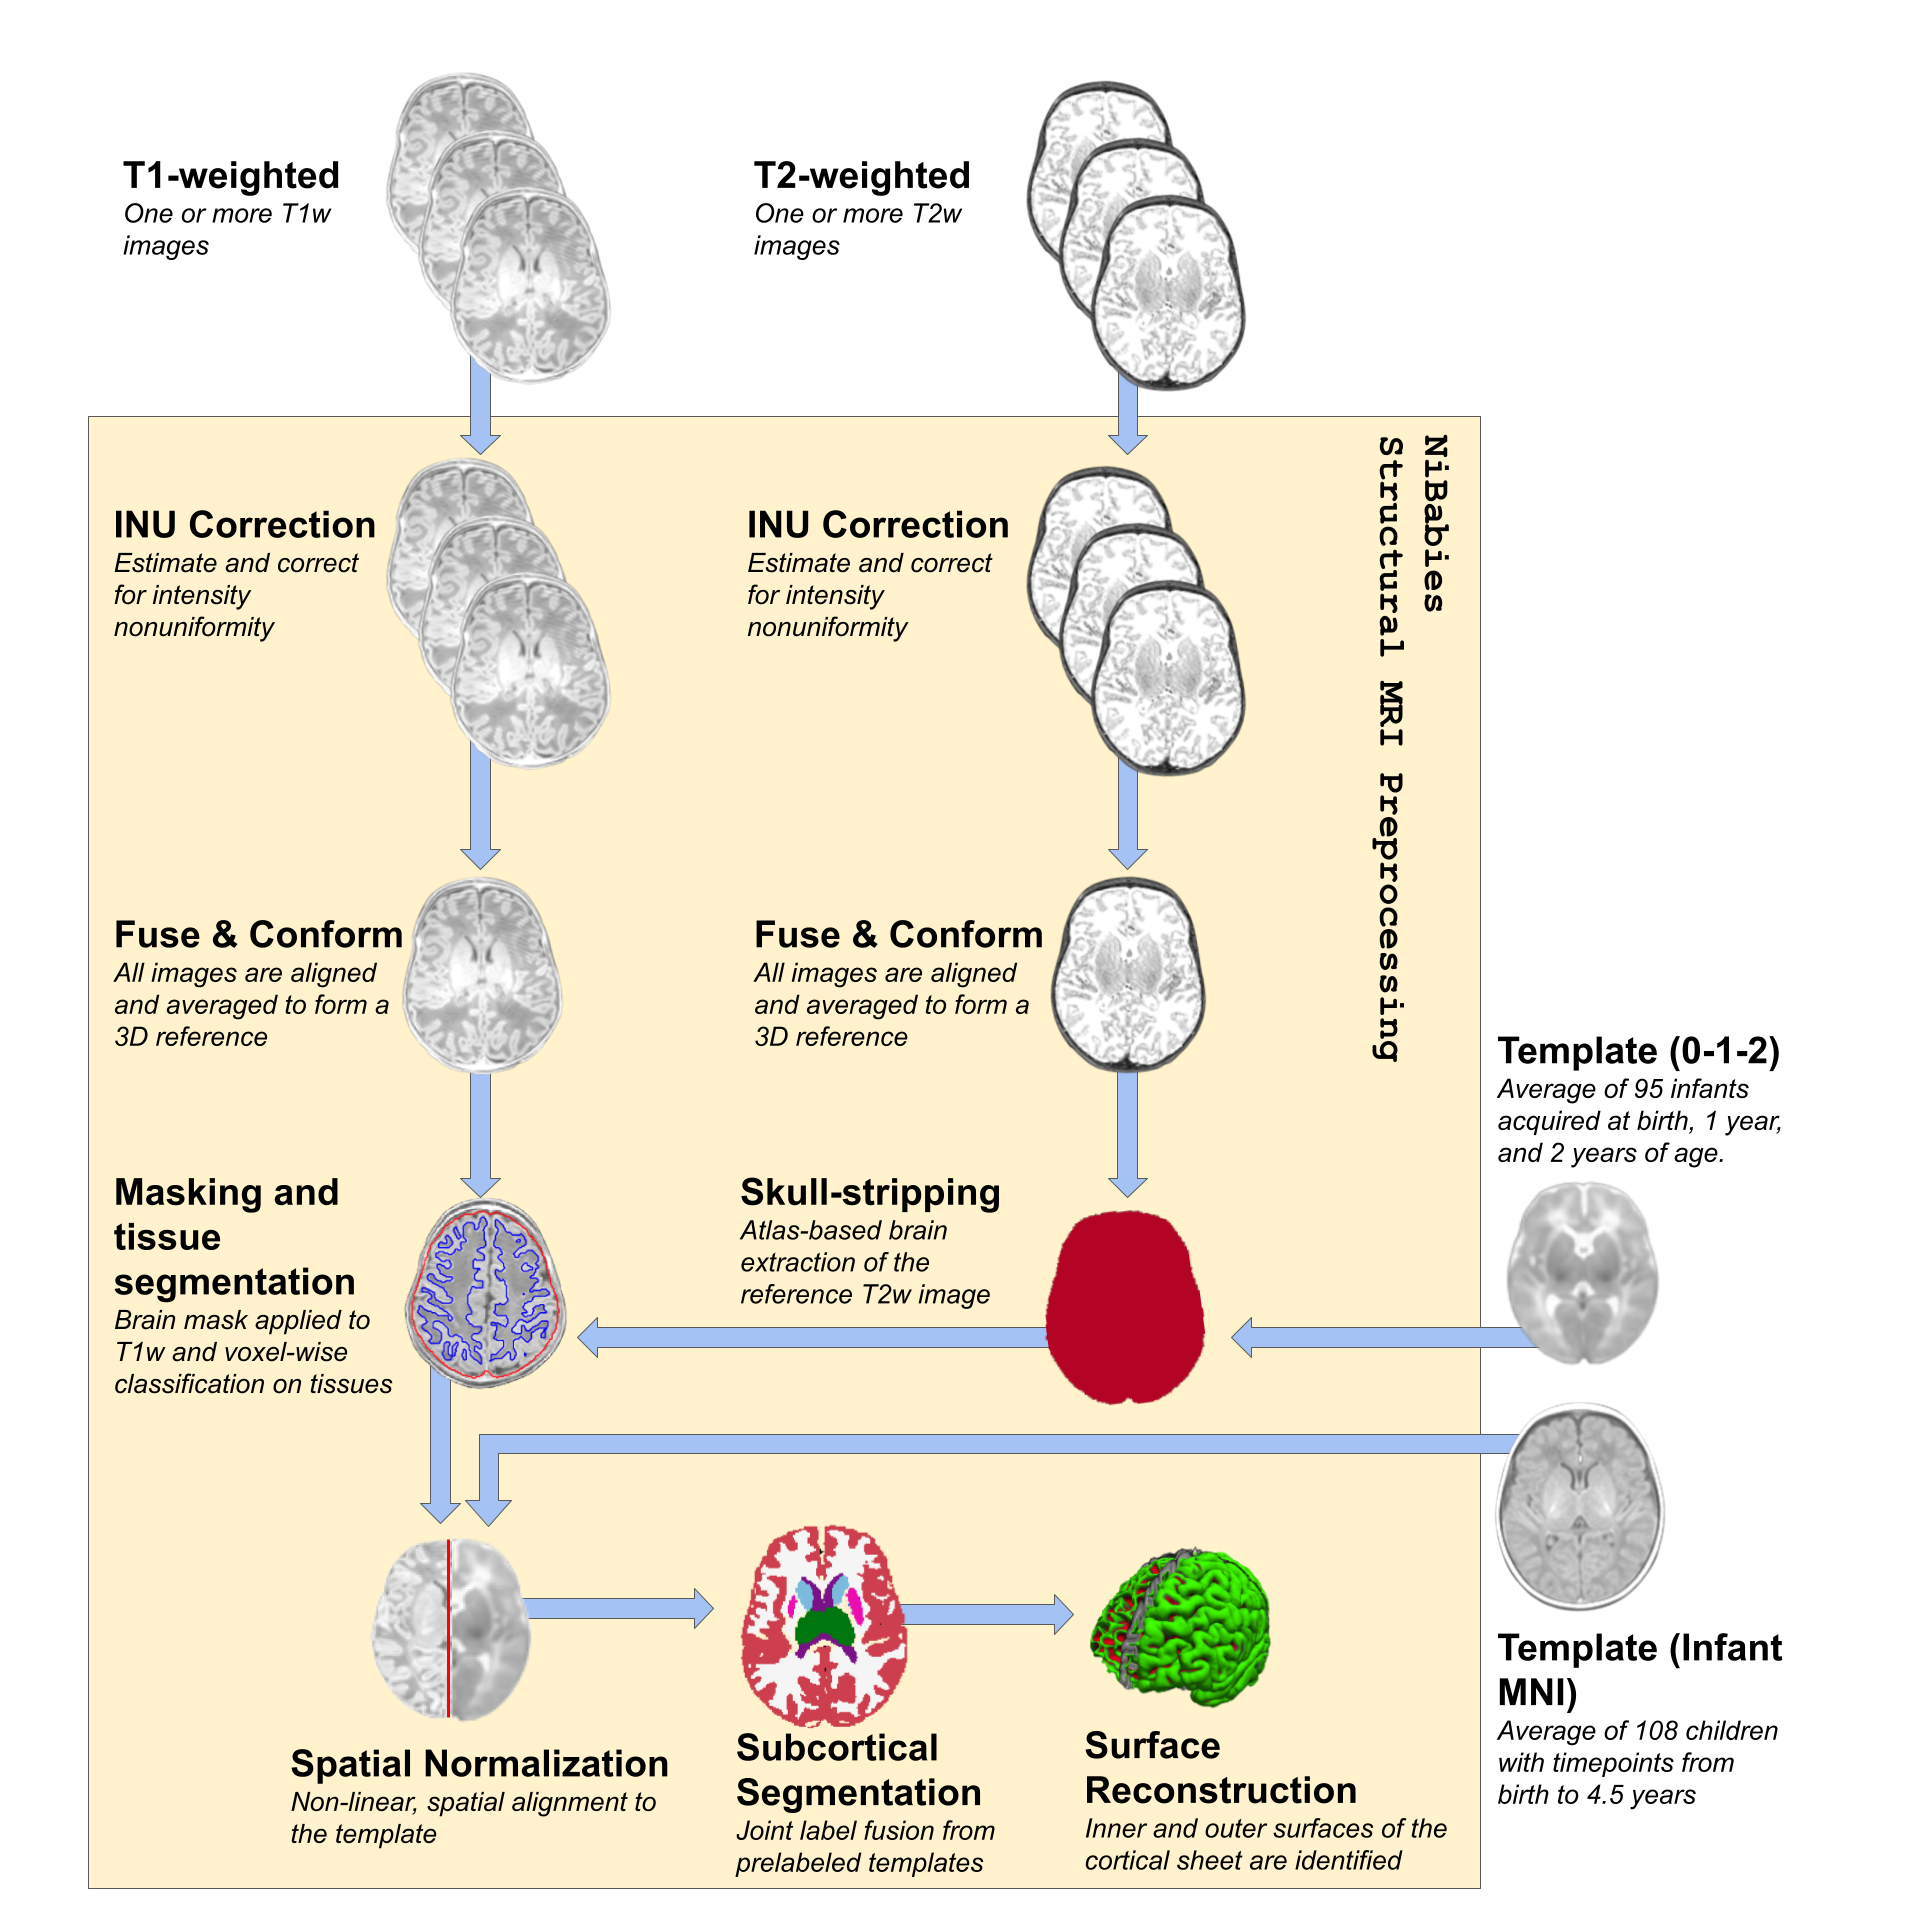 T1-weighted
One or more T1w
images
T2-weighted
One or more T2w
images
NiBabies
Structural MRI Preprocessing
INU Correction
Estimate and correct
for intensity
nonuniformity
INU Correction
Estimate and correct
for intensity
nonuniformity
Fuse & Conform
All images are aligned
and averaged to form a
3D reference
Fuse & Conform
All images are aligned
and averaged to form a
3D reference
Template (0-1-2)
Average of 95 infants
acquired at birth, 1 year,
and 2 years of age.
Masking and
tissue
segmentation
Brain mask applied to
T1w and voxel-wise
classification on tissues
Skull-stripping
Atlas-based brain
extraction of the
reference T2w image
Template (Infant
MNI)
Average of 108 children
with timepoints from
birth to 4.5 years
Spatial Normalization
Non-linear, spatial alignment to
the template
Subcortical
Segmentation
Joint label fusion from
prelabeled templates
Surface
Reconstruction
Inner and outer surfaces of the
cortical sheet are identified